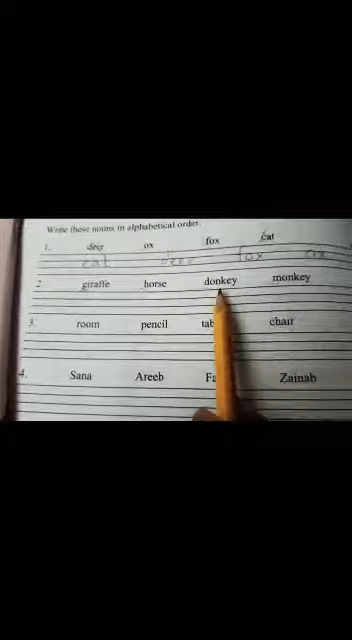 Write these nouns in alphabetical order.
1. deer ox fox cat
cat deer fox ox
2. giraffe horse donkey monkey
3. room pencil chair
4. Sana Areeb Zainab